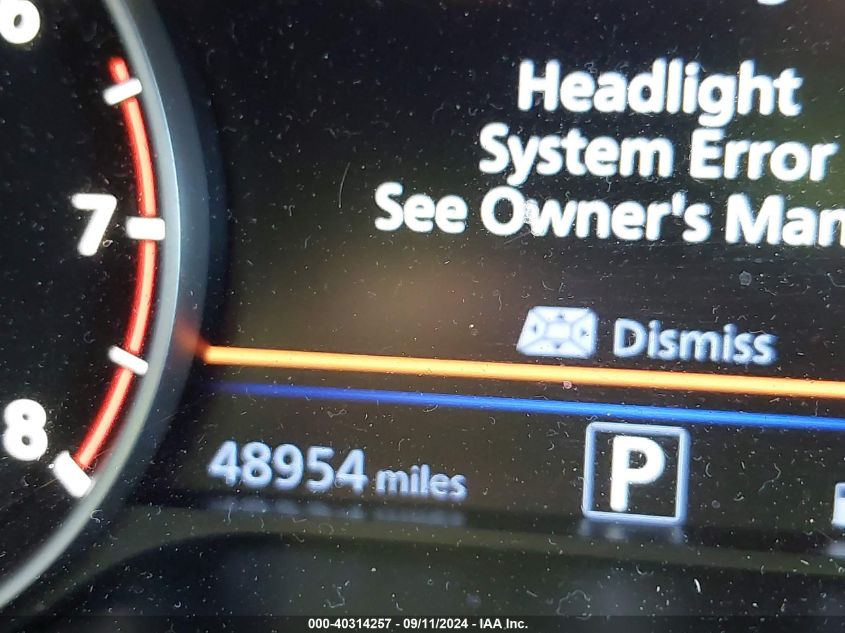 6
7
8
Headlight
System Error
See Owner's Man
Dismiss
48954 miles
P
000-40314257 - 09/11/2024 - IAA Inc.